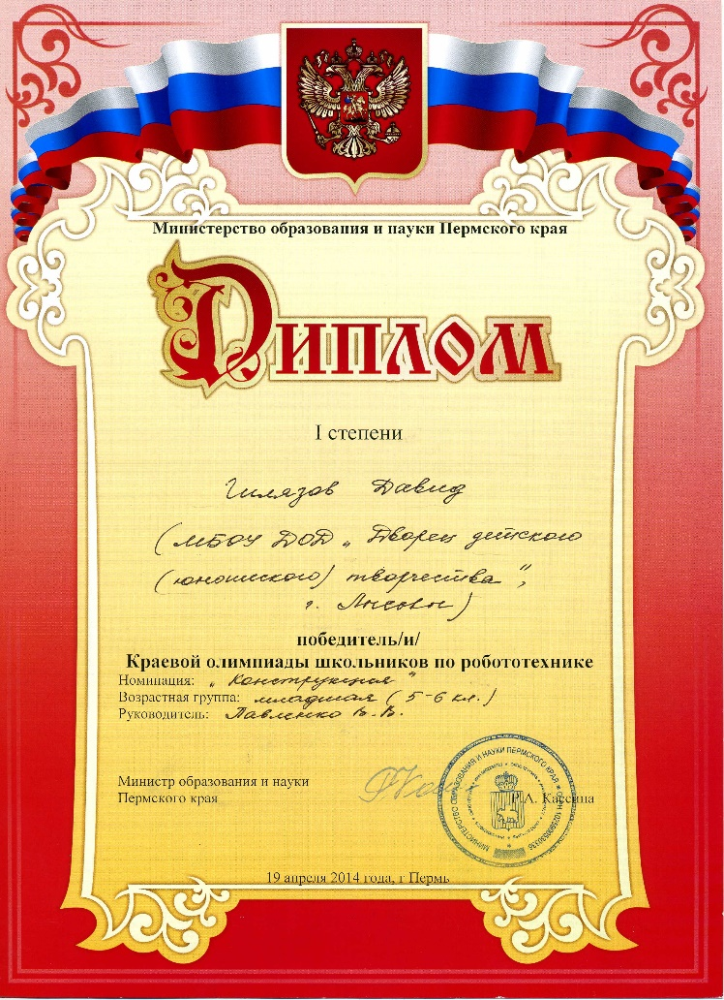 Министерство образования и науки Пермского края
Диплом
I степени
Гилязов Давид
(МБОУ ДОД „Дворец детского
(юношеского) творчества",
г. Лысьва)
победитель/и/
Краевой олимпиады школьников по робототехнике
Номинация: „Конструкция"
Возрастная группа: младшая (5-6 кл.)
Руководитель: Павленко В.В.
Министр образования и науки
Пермского края
Р.А. Кассина
МИНИСТЕРСТВО ОБРАЗОВАНИЯ И НАУКИ ПЕРМСКОГО КРАЯ
19 апреля 2014 года, г Пермь